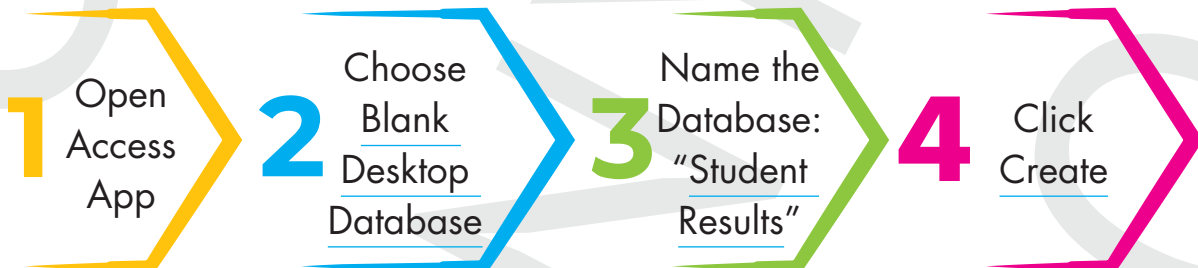 1
Open
Access
App
2
Choose
Blank
Desktop
Database
3
Name the
Database:
“Student
Results”
4
Click
Create